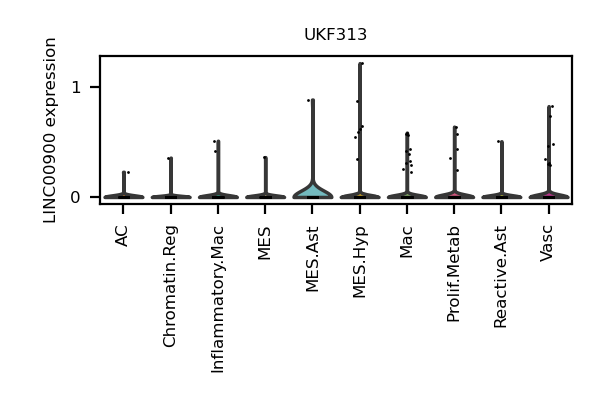 UKF313
LINC00900 expression
1
0
AC
Chromatin.Reg
Inflammatory.Mac
MES
MES.Ast
MES.Hyp
Mac
Prolif.Metab
Reactive.Ast
Vasc